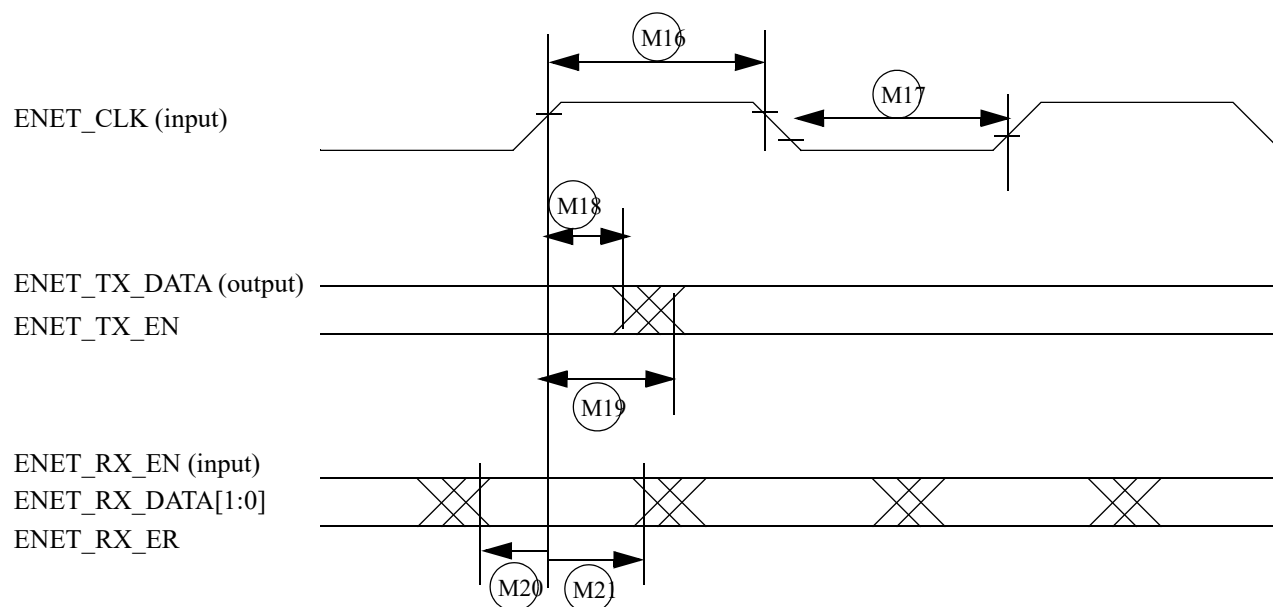 M16
ENET_CLK (input)
M17
M18
ENET_TX_DATA (output)
ENET_TX_EN
M19
ENET_RX_EN (input)
ENET_RX_DATA[1:0]
ENET_RX_ER
M20
M21